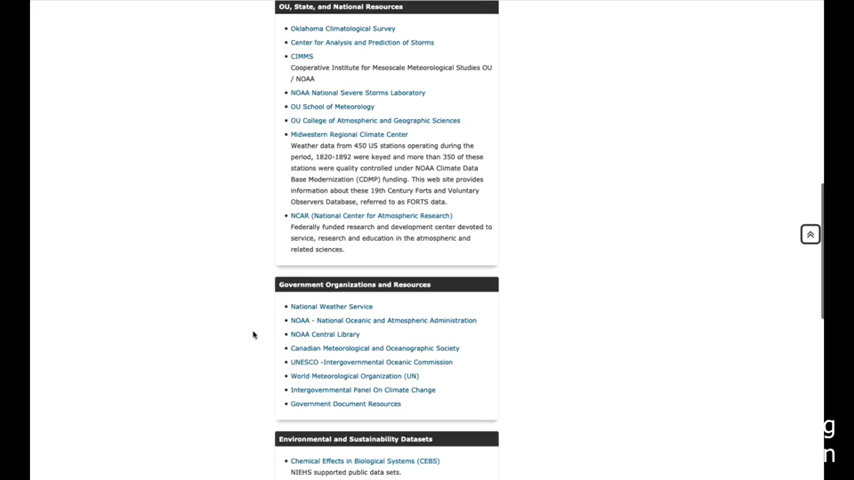 OU, State, and National Resources
Oklahoma Climatological Survey
Center for Analysis and Prediction of Storms
CIMMS
Cooperative Institute for Mesoscale Meteorological Studies OU
/ NOAA
NOAA National Severe Storms Laboratory
OU School of Meteorology
OU College of Atmospheric and Geographic Sciences
Midwestern Regional Climate Center
Weather data from 450 US stations operating during the
period, 1820-1892 were keyed and more than 350 of these
stations were quality controlled under NOAA Climate Data
Base Modernization (CDMP) funding. This web site provides
information about these 19th Century Forts and Voluntary
Observers Database, referred to as FORTS data.
NCAR (National Center for Atmospheric Research)
Federally funded research and development center devoted to
service, research and education in the atmospheric and
related sciences.
Government Organizations and Resources
National Weather Service
NOAA - National Oceanic and Atmospheric Administration
NOAA Central Library
Canadian Meteorological and Oceanographic Society
UNESCO -Intergovernmental Oceanic Commission
World Meteorological Organization (UN)
Intergovernmental Panel On Climate Change
Government Document Resources
g
n
Environmental and Sustainability Datasets
Chemical Effects in Biological Systems (CEBS)
NIEHS supported public data sets.